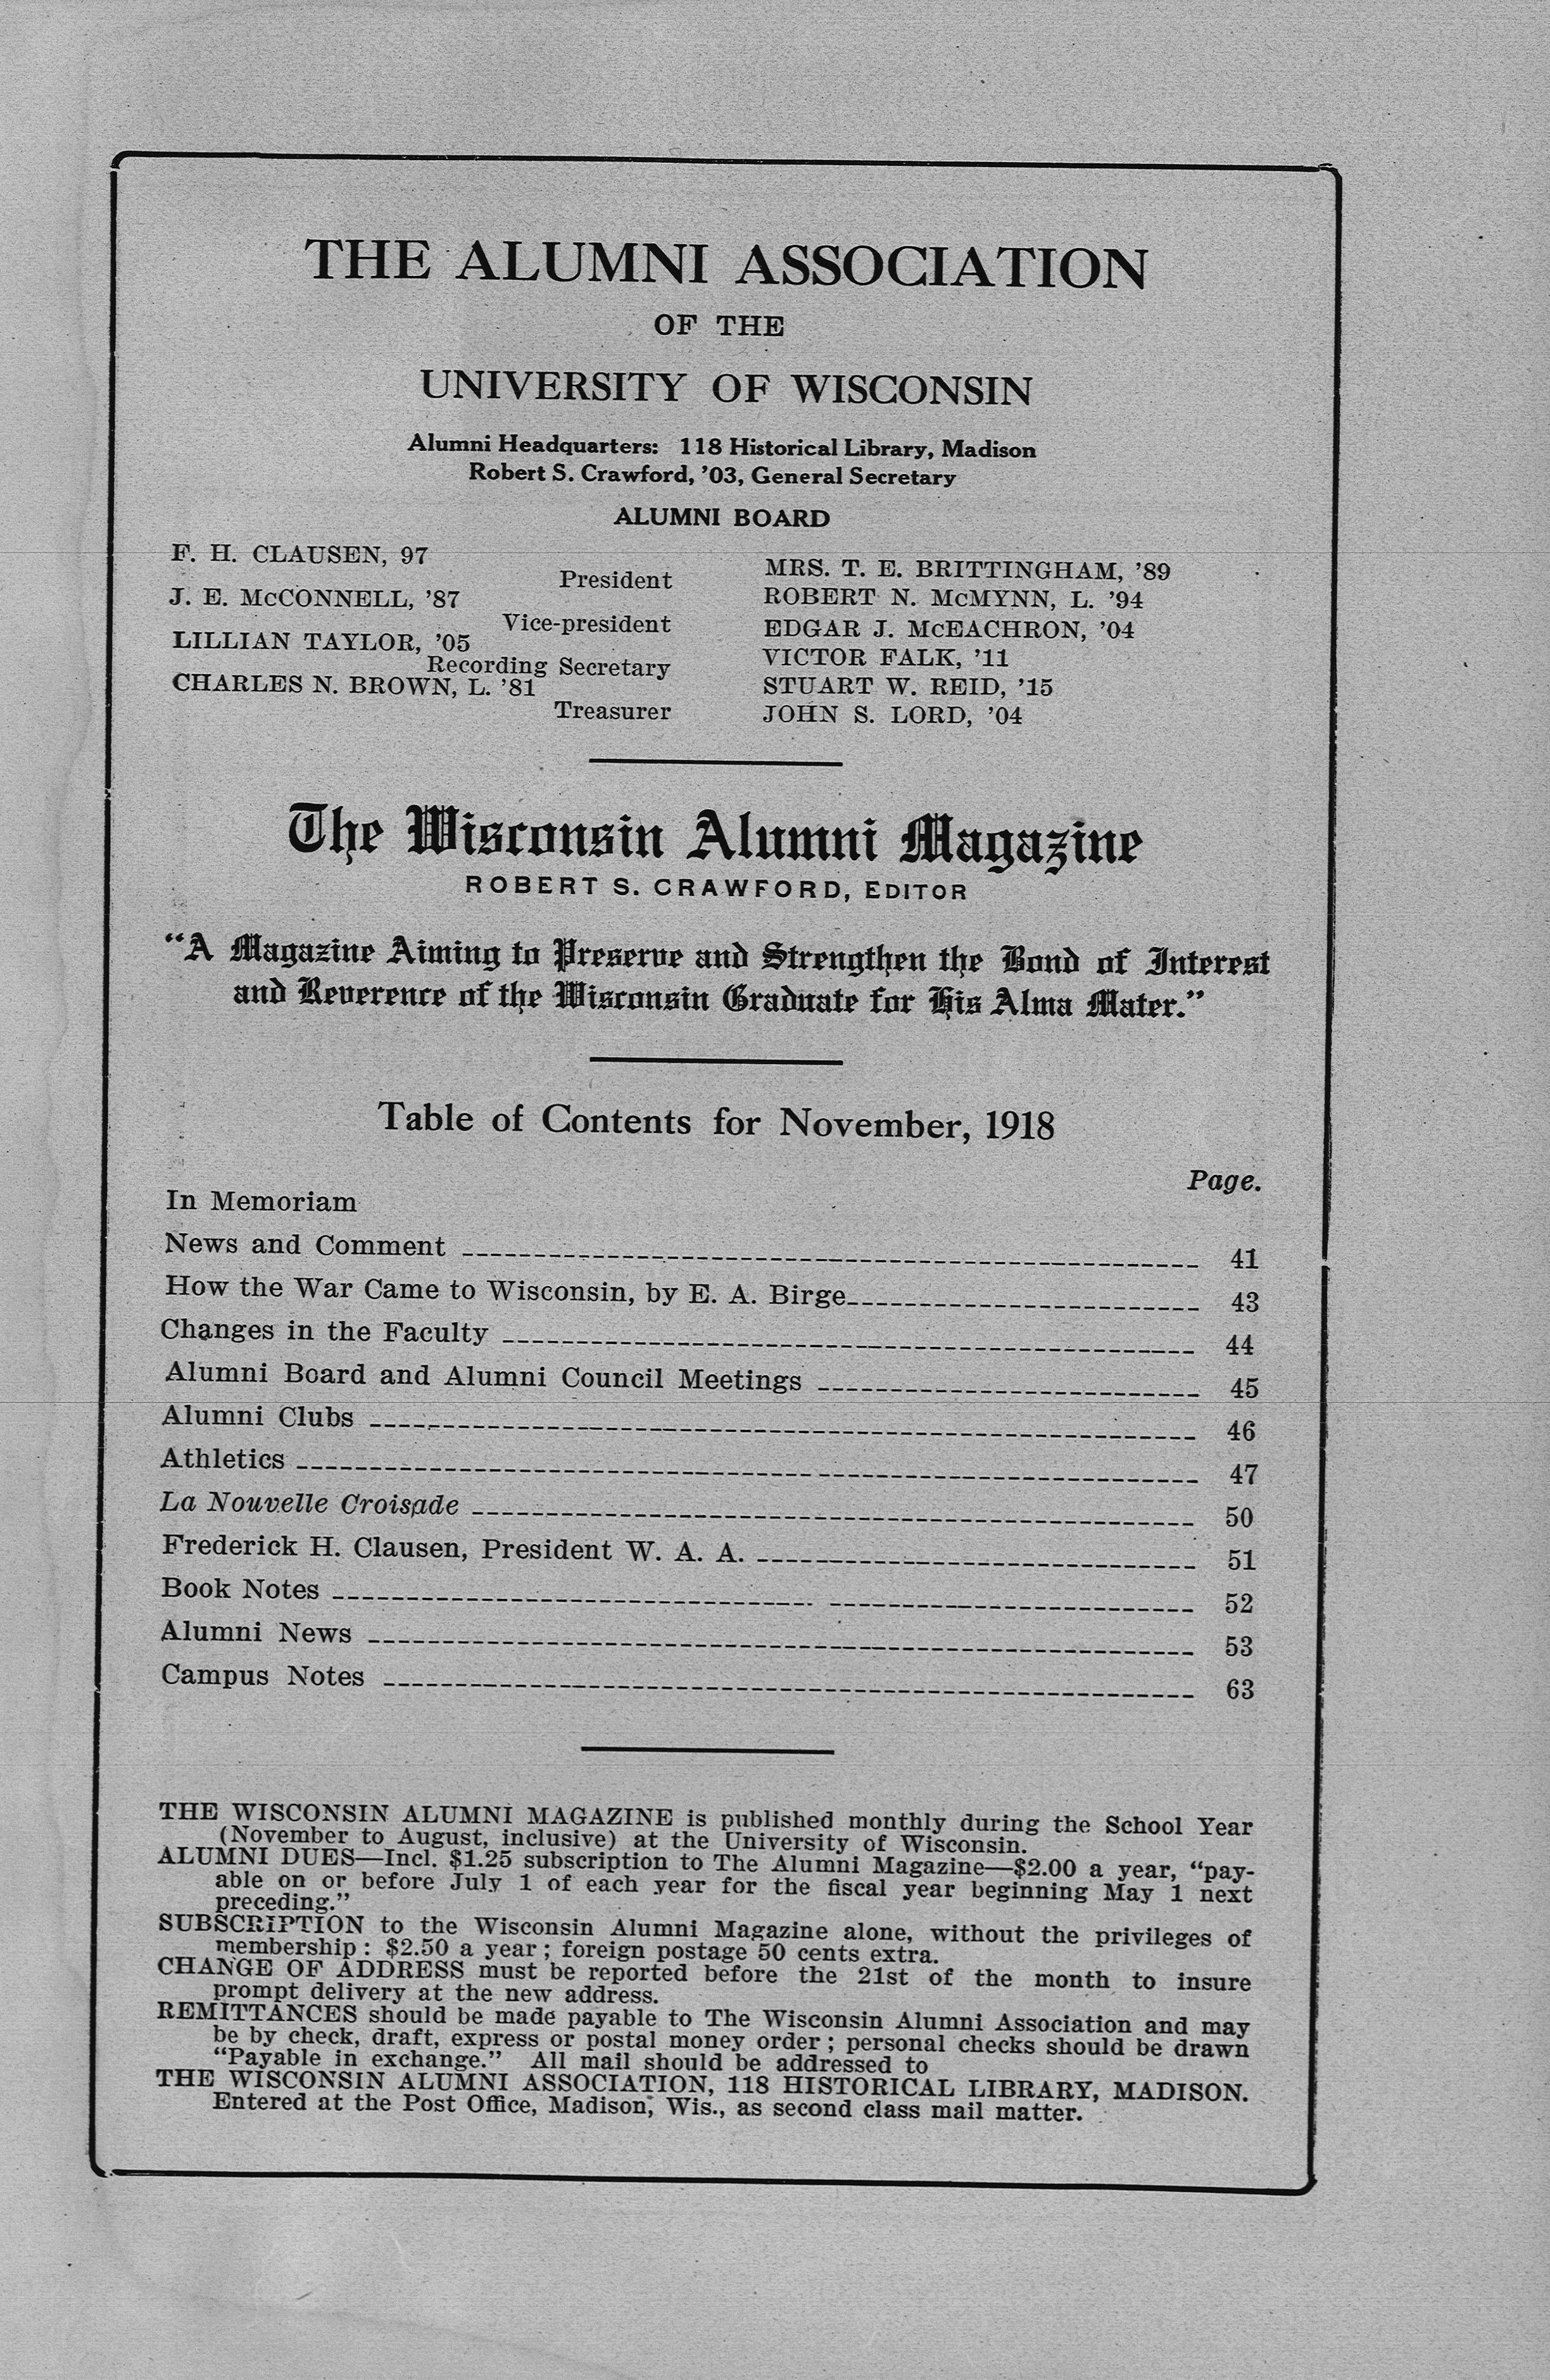 THE ALUMNI ASSOCIATION
OF THE
UNIVERSITY OF WISCONSIN
Alumni Headquarters: 118 Historical Library, Madison
Robert S. Crawford, ’03, General Secretary
ALUMNI BOARD
F. H. CLAUSEN, 97
President
J. E. McCONNELL, ’87
Vice-president
LILLIAN TAYLOR, ’05
Recording Secretary
CHARLES N. BROWN, L. ’81
Treasurer
MRS. T. E. BRITTINGHAM, ’89
ROBERT N. McMYNN, L. ’94
EDGAR J. McEACHRON, ’04
VICTOR FALK, ’11
STUART W. REID, ’15
JOHN S. LORD, ’04
The Wisconsin Alumni Magazine
ROBERT S. CRAWFORD, EDITOR
“A Magazine Aiming to Preserve and Strengthen the Bond of Interest
and Reverence of the Wisconsin Graduate for His Alma Mater.”
Table of Contents for November, 1918
Page.
In Memoriam
News and Comment 41
How the War Came to Wisconsin, by E. A. Birge 43
Changes in the Faculty 44
Alumni Board and Alumni Council Meetings 45
Alumni Clubs 46
Athletics 47
La Nouvelle Croisade 50
Frederick H. Clausen, President W. A. A. 51
Book Notes 52
Alumni News 53
Campus Notes 63
THE WISCONSIN ALUMNI MAGAZINE is published monthly during the School Year
(November to August, inclusive) at the University of Wisconsin.
ALUMNI DUES—Incl. $1.25 subscription to The Alumni Magazine—$2.00 a year, “pay-
able on or before July 1 of each year for the fiscal year beginning May 1 next
preceding.”
SUBSCRIPTION to the Wisconsin Alumni Magazine alone, without the privileges of
membership: $2.50 a year; foreign postage 50 cents extra.
CHANGE OF ADDRESS must be reported before the 21st of the month to insure
prompt delivery at the new address.
REMITTANCES should be made payable to The Wisconsin Alumni Association and may
be by check, draft, express or postal money order; personal checks should be drawn
“Payable in exchange.” All mail should be addressed to
THE WISCONSIN ALUMNI ASSOCIATION, 118 HISTORICAL LIBRARY, MADISON.
Entered at the Post Office, Madison, Wis., as second class mail matter.